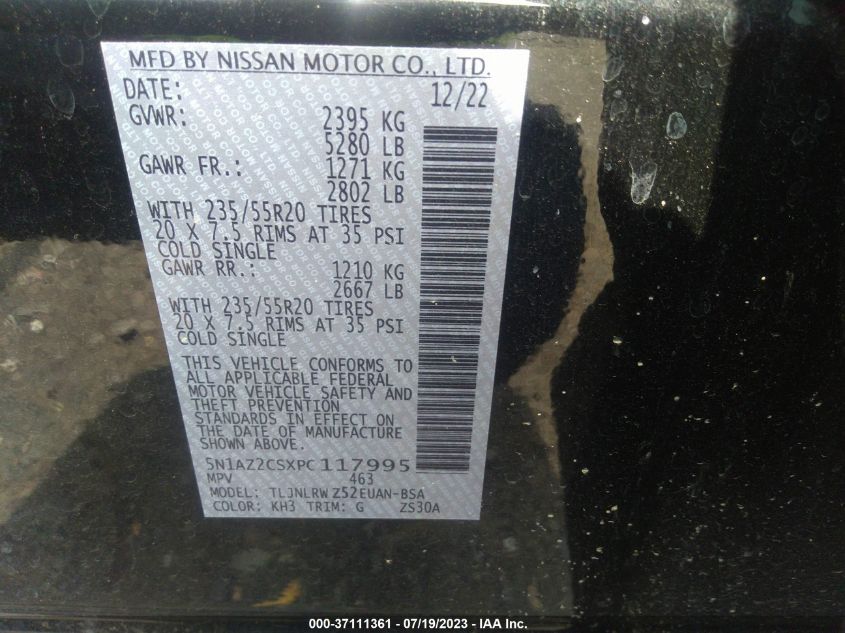 MFD BY NISSAN MOTOR CO., LTD.
DATE: 12/22
GVWR: 2395 KG
5280 LB
GAWR FR.: 1271 KG
2802 LB
WITH 235/55R20 TIRES
20 X 7.5 RIMS AT 35 PSI
COLD SINGLE
GAWR RR.: 1210 KG
2667 LB
WITH 235/55R20 TIRES
20 X 7.5 RIMS AT 35 PSI
COLD SINGLE
THIS VEHICLE CONFORMS TO
ALL APPLICABLE FEDERAL
MOTOR VEHICLE SAFETY AND
THEFT PREVENTION
STANDARDS IN EFFECT ON
THE DATE OF MANUFACTURE
SHOWN ABOVE.
5N1AZ2CSXPC117995
MPV 463
MODEL: TLJNLRW Z52EUAN-BSA
COLOR: KH3 TRIM: G ZS30A
000-37111361 - 07/19/2023 - IAA Inc.